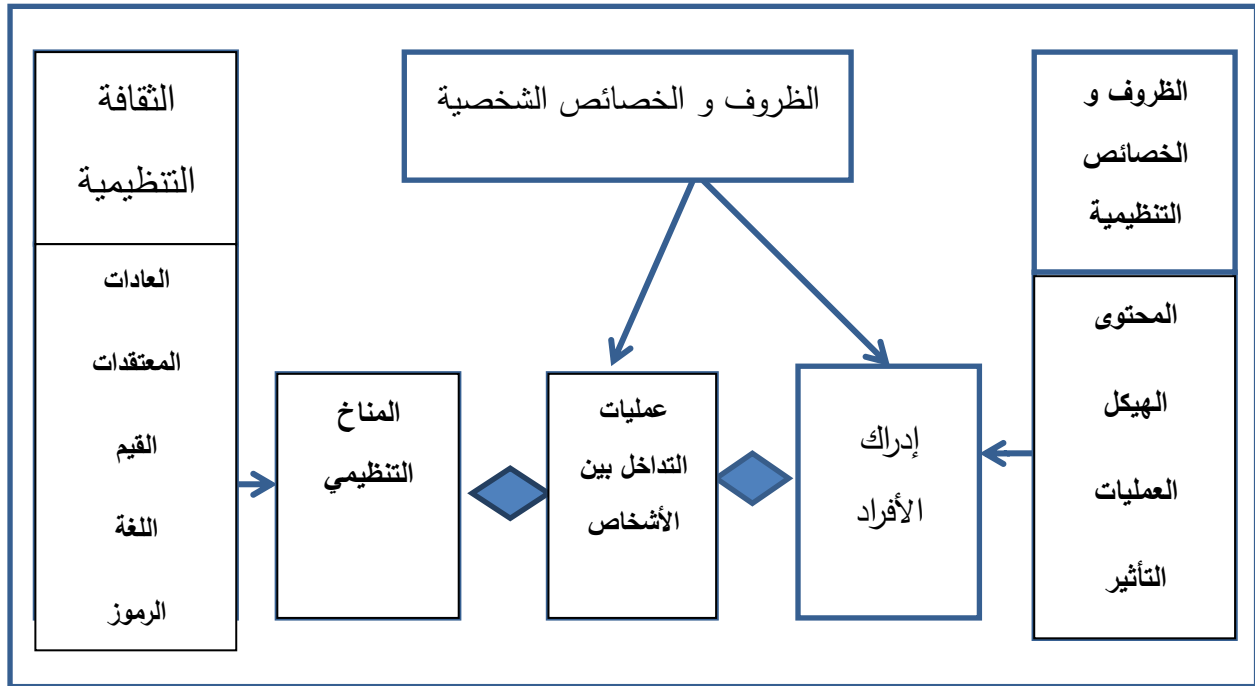 الظروف و
الخصائص
التنظيمية
المحتوى
الهيكل
العمليات
التأثير
الظروف و الخصائص الشخصية
إدراك
الأفراد
عمليات
التداخل بين
الأشخاص
المناخ
التنظيمي
الثقافة
التنظيمية
العادات
المعتقدات
القيم
اللغة
الرموز